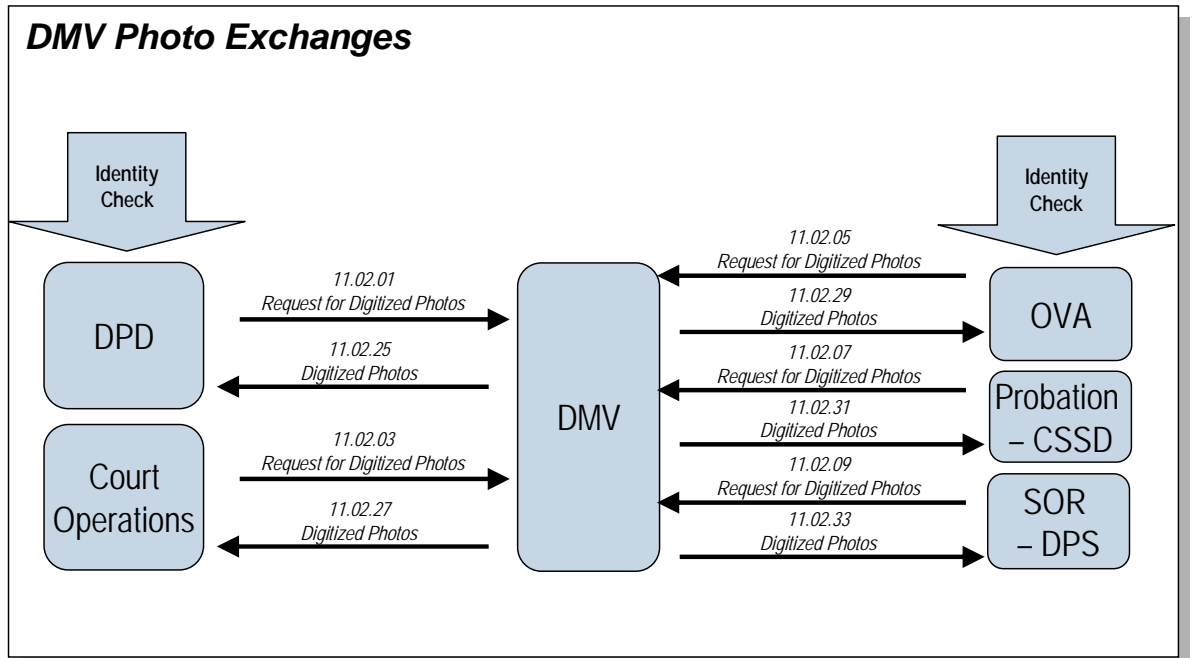 DMV Photo Exchanges
Identity
Check
DPD
Court
Operations
11.02.01
Request for Digitized Photos
11.02.25
Digitized Photos
11.02.03
Request for Digitized Photos
11.02.27
Digitized Photos
DMV
11.02.05
Request for Digitized Photos
11.02.29
Digitized Photos
11.02.07
Request for Digitized Photos
11.02.31
Digitized Photos
11.02.09
Request for Digitized Photos
11.02.33
Digitized Photos
Identity
Check
OVA
Probation
– CSSD
SOR
– DPS